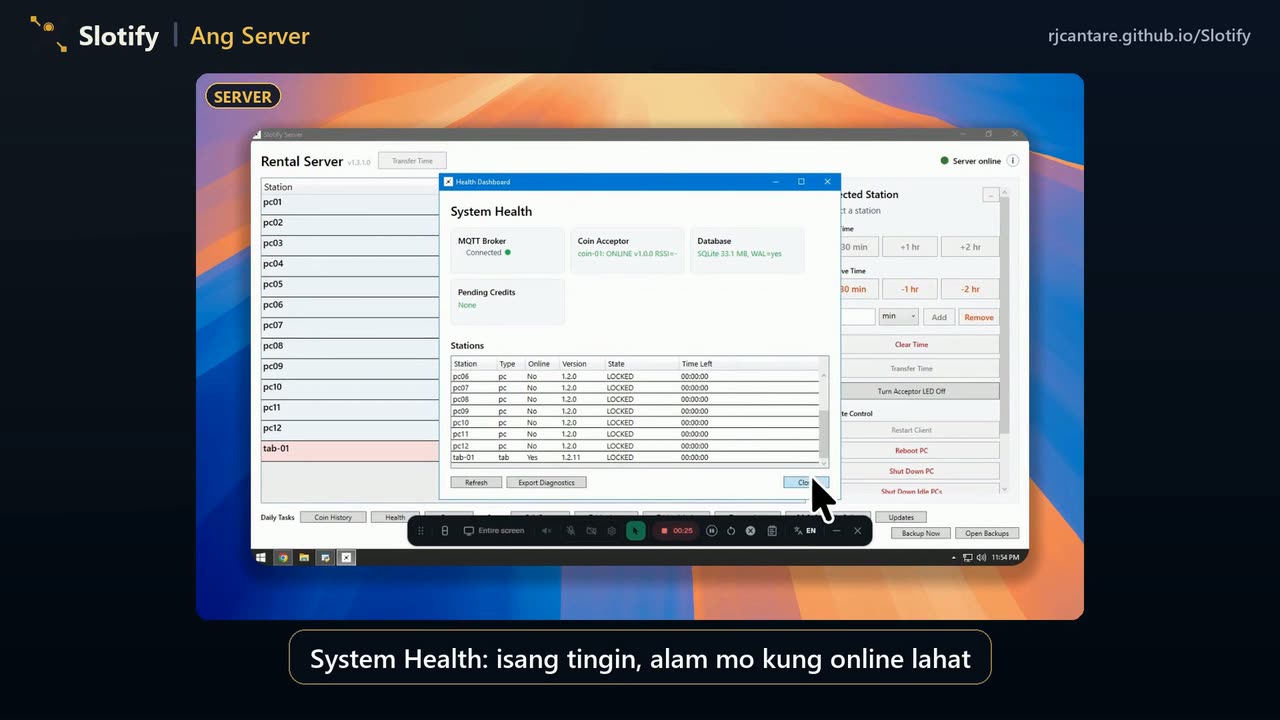 Slotify | Ang Server
rjcantare.github.io/Slotify
SERVER
Slotify Server
Rental Server v1.3.1.0 Transfer Time
Server online
Station
pc01
pc02
pc03
pc04
pc05
pc06
pc07
pc08
pc09
pc10
pc11
pc12
tab-01
Health Dashboard
System Health
MQTT Broker
Connected
Coin Acceptor
coin-01: ONLINE v1.0.0 RSSI=-
Database
SQLite 33.1 MB, WAL=yes
Pending Credits
None
Stations
Station Type Online Version State Time Left
pc06 pc No 1.2.0 LOCKED 00:00:00
pc07 pc No 1.2.0 LOCKED 00:00:00
pc08 pc No 1.2.0 LOCKED 00:00:00
pc09 pc No 1.2.0 LOCKED 00:00:00
pc10 pc No 1.2.0 LOCKED 00:00:00
pc11 pc No 1.2.0 LOCKED 00:00:00
pc12 pc No 1.2.0 LOCKED 00:00:00
tab-01 tab Yes 1.2.11 LOCKED 00:00:00
Refresh Export Diagnostics Clo
cted Station ...
ct a station
ime
30 min +1 hr +2 hr
ve Time
30 min -1 hr -2 hr
min Add Remove
Clear Time
Transfer Time
Turn Acceptor LED Off
te Control
Restart Client
Reboot PC
Shut Down PC
Shut Down Idle PCs
Daily Tasks Coin History Health Updates
Backup Now Open Backups
Entire screen 00:25 EN
11:54 PM
System Health: isang tingin, alam mo kung online lahat